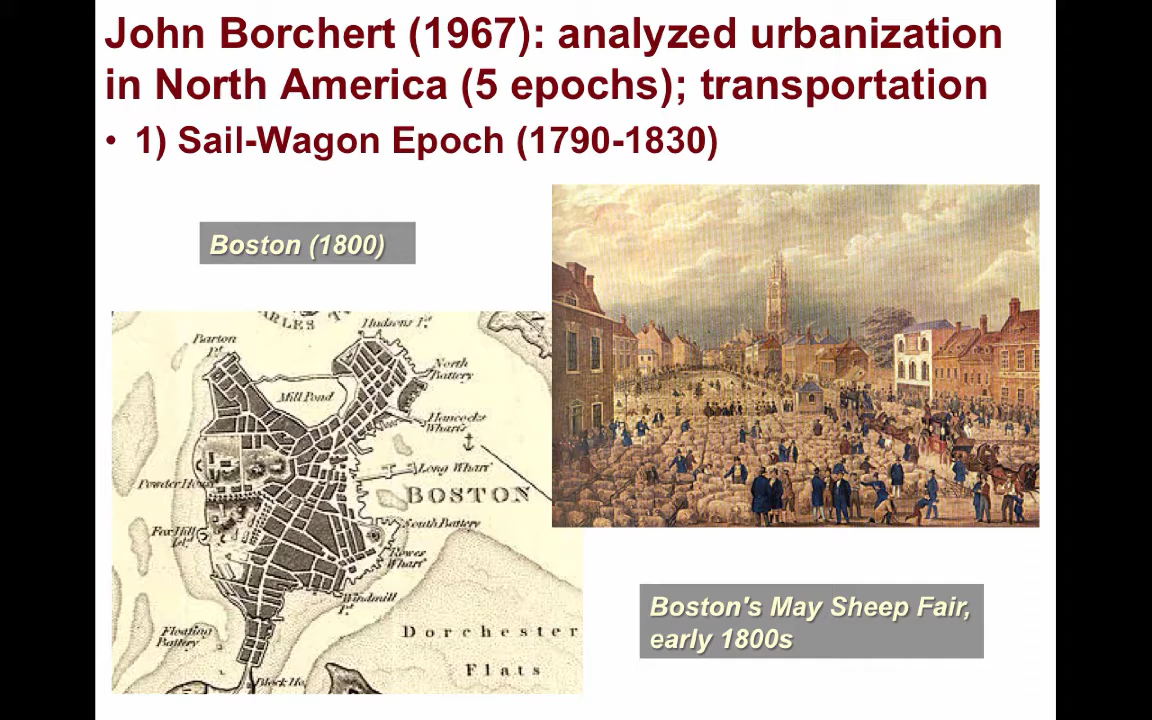 John Borchert (1967): analyzed urbanization
in North America (5 epochs); transportation
• 1) Sail-Wagon Epoch (1790-1830)
Boston (1800)
Hudsons Pt.
Barton
Pt.
North
Battery
Mill Pond
Hancocks
Wharf
Long Wharf
Powder House
BOSTON
South Battery
Fox Hill
Rowes
Wharf
Windmill
Pt.
Floating
Battery
Dorchester
Flats
Block Ho.
Boston's May Sheep Fair,
early 1800s